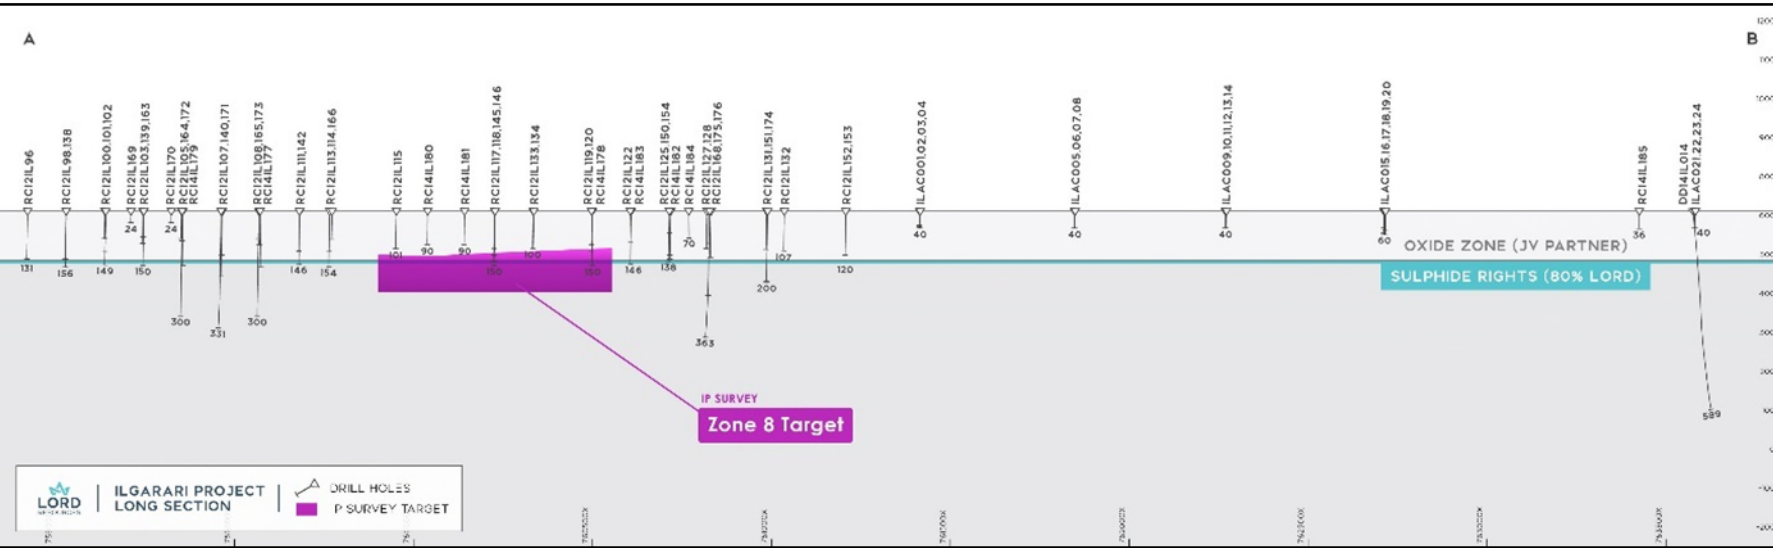 A
B
RC12IL96
RC12IL98,138
RC12IL100,101,102
RC12IL169
RC12IL103,139,163
RC12IL170
RC12IL105,164,172
RC14IL179
RC12IL107,140,171
RC12IL108,165,173
RC14IL177
RC12IL111,142
RC12IL113,114,166
RC12IL115
RC14IL180
RC14IL181
RC12IL117,118,145,146
RC12IL133,134
RC12IL119,120
RC14IL178
RC12IL122
RC14IL183
RC12IL125,150,154
RC14IL182
RC14IL184
RC12IL127,128
RC12IL168,175,176
RC12IL131,151,174
RC12IL132
RC12IL152,153
ILAC001,02,03,04
ILAC005,06,07,08
ILAC009,10,11,12,13,14
ILAC015,16,17,18,19,20
RC14IL185
DD14IL014
ILAC021,22,23,24
24
24
131
156
149
150
300
331
300
146
154
101
90
90
150
100
150
146
138
70
363
200
107
120
40
40
40
60
36
140
589
OXIDE ZONE (JV PARTNER)
SULPHIDE RIGHTS (80% LORD)
IP SURVEY
Zone 8 Target
LORD
ILGARARI PROJECT
LONG SECTION
DRILL HOLES
IP SURVEY TARGET